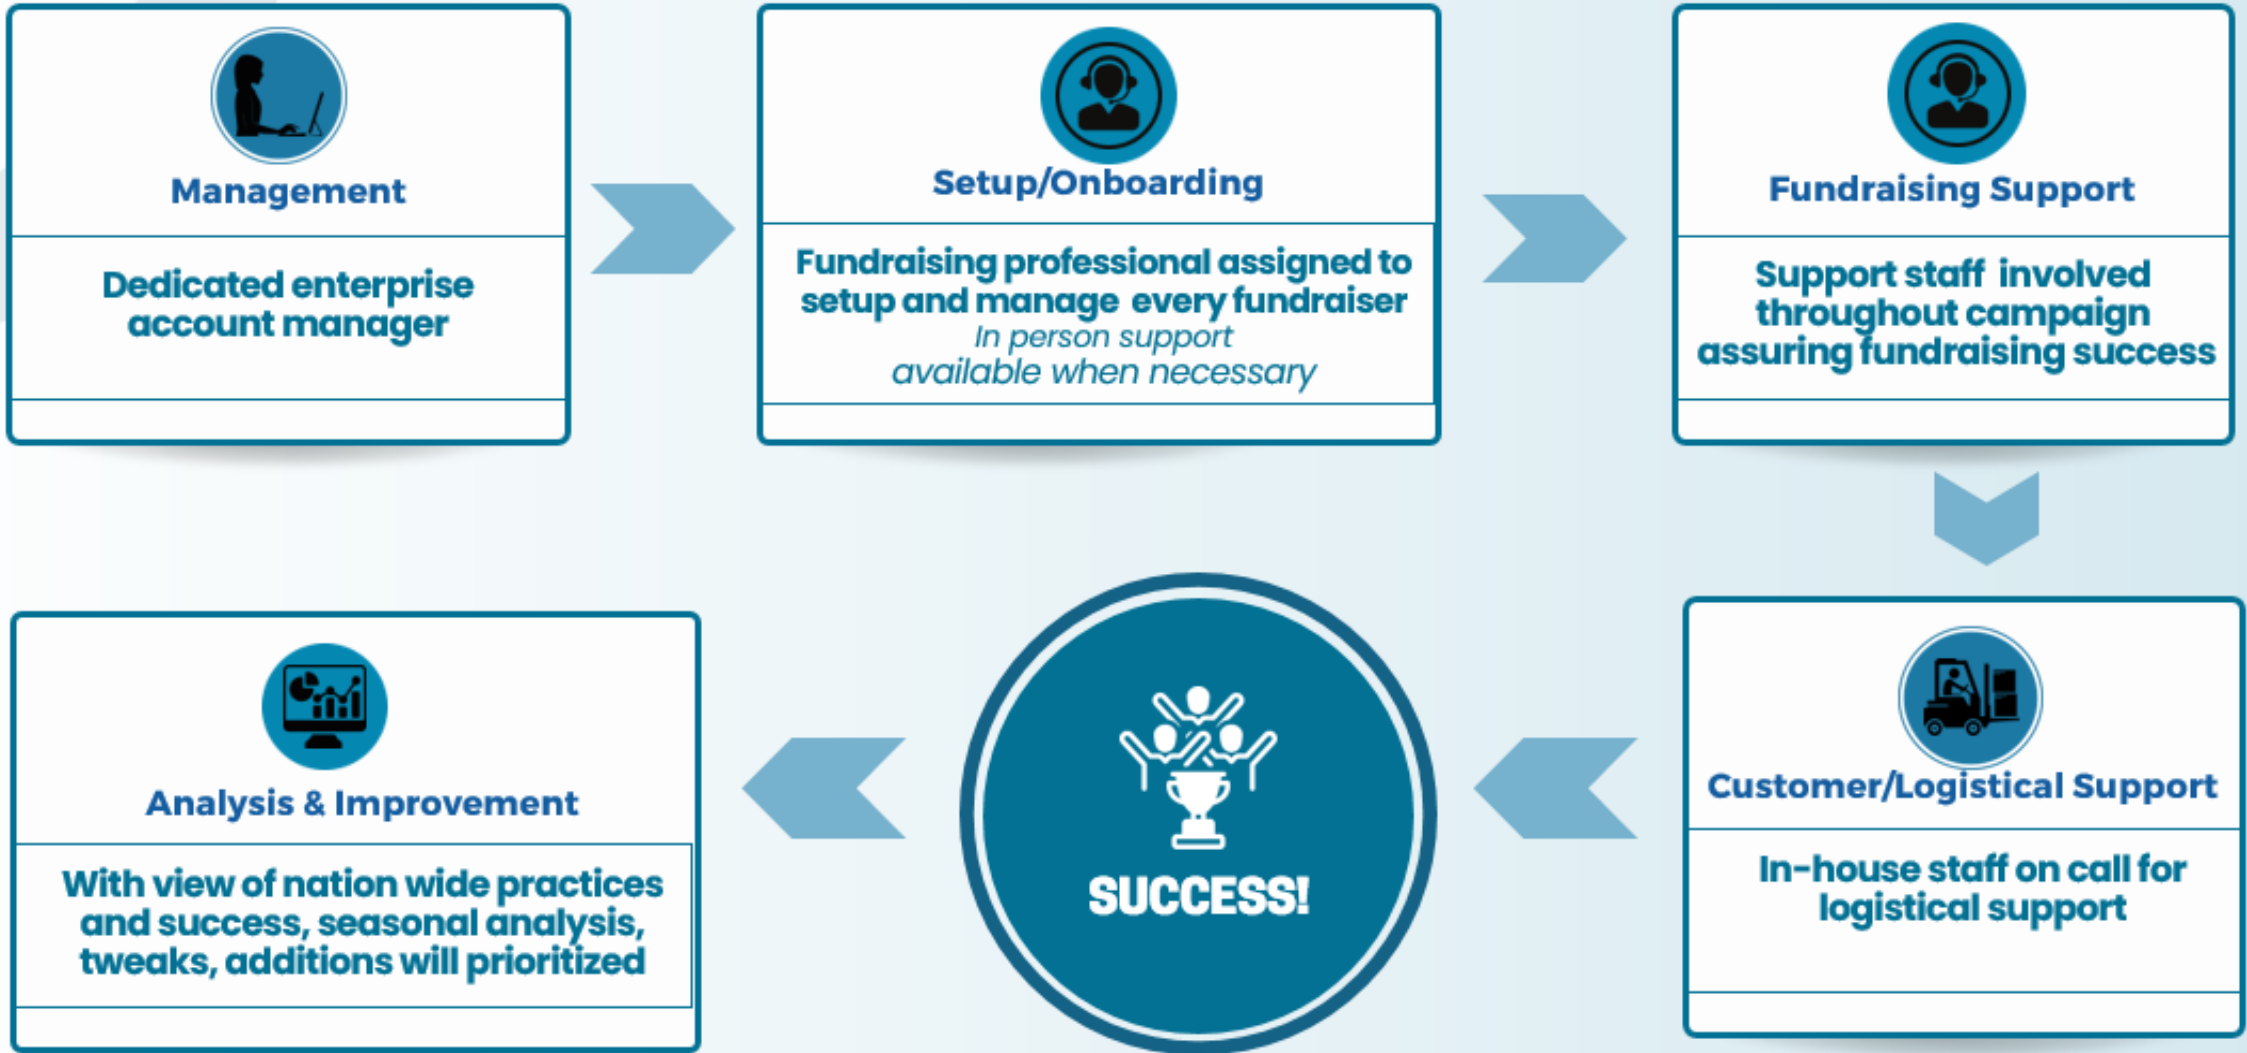 Management
Dedicated enterprise
account manager
Setup/Onboarding
Fundraising professional assigned to
setup and manage every fundraiser
In person support
available when necessary
Fundraising Support
Support staff involved
throughout campaign
assuring fundraising success
Customer/Logistical Support
In-house staff on call for
logistical support
SUCCESS!
Analysis & Improvement
With view of nation wide practices
and success, seasonal analysis,
tweaks, additions will prioritized